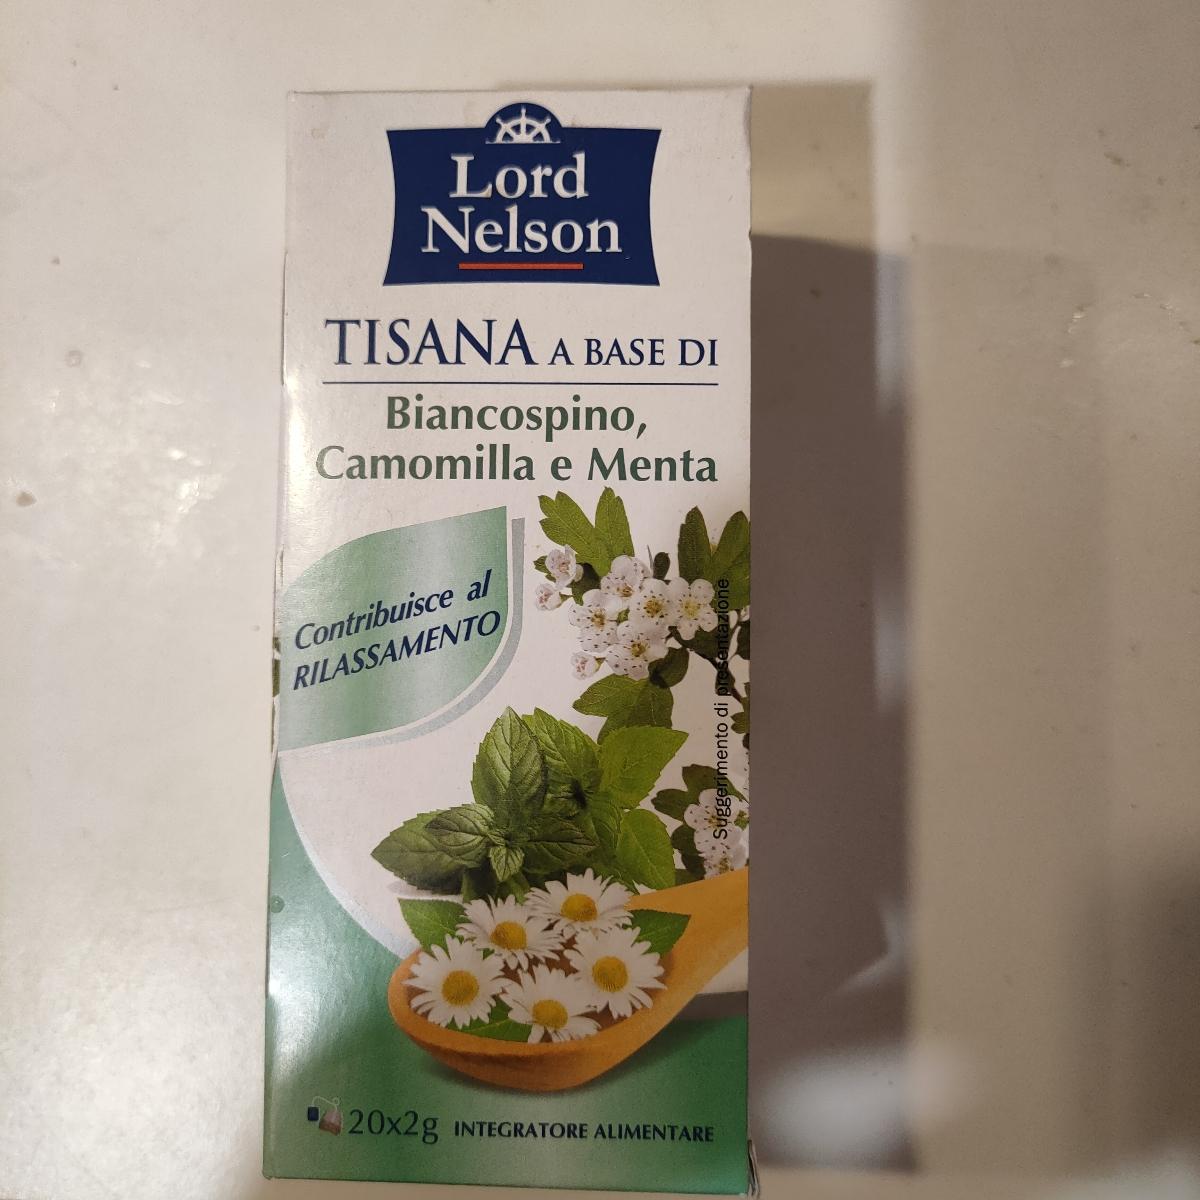 Lord
Nelson
TISANA A BASE DI
Biancospino,
Camomilla e Menta
Contribuisce al
RILASSAMENTO
Suggerimento di presentazione
20x2g INTEGRATORE ALIMENTARE